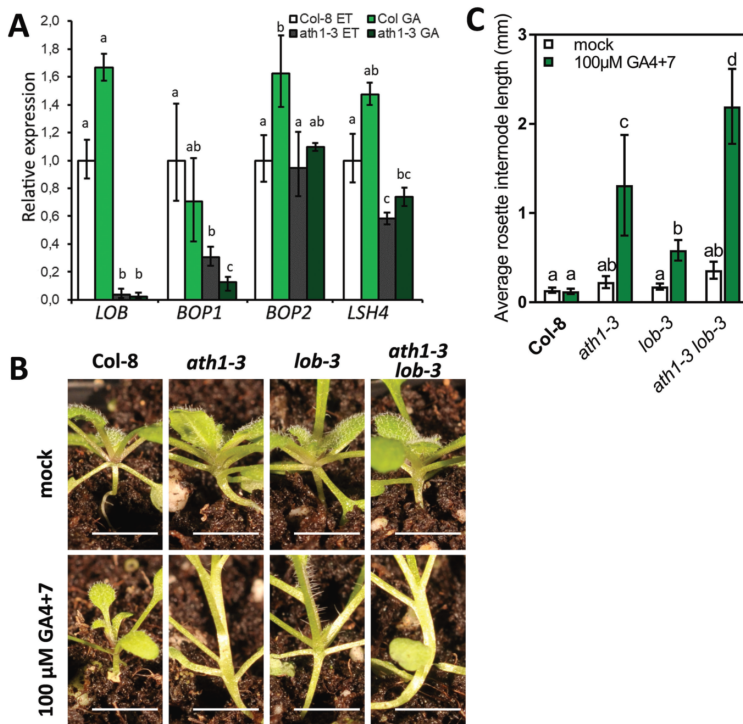 A
Relative expression
2,0
1,8
1,6
1,4
1,2
1,0
0,8
0,6
0,4
0,2
0,0
Col-8 ET
Col GA
ath1-3 ET
ath1-3 GA
a
a
b
b
a
ab
b
c
a
b
a
ab
a
ab
c
bc
LOB
BOP1
BOP2
LSH4
C
Average rosette internode length (mm)
3
2
1
0
mock
100μM GA4+7
a
a
ab
c
a
b
ab
d
Col-8
ath1-3
lob-3
ath1-3 lob-3
B
Col-8
ath1-3
lob-3
ath1-3
lob-3
mock
100 μM GA4+7